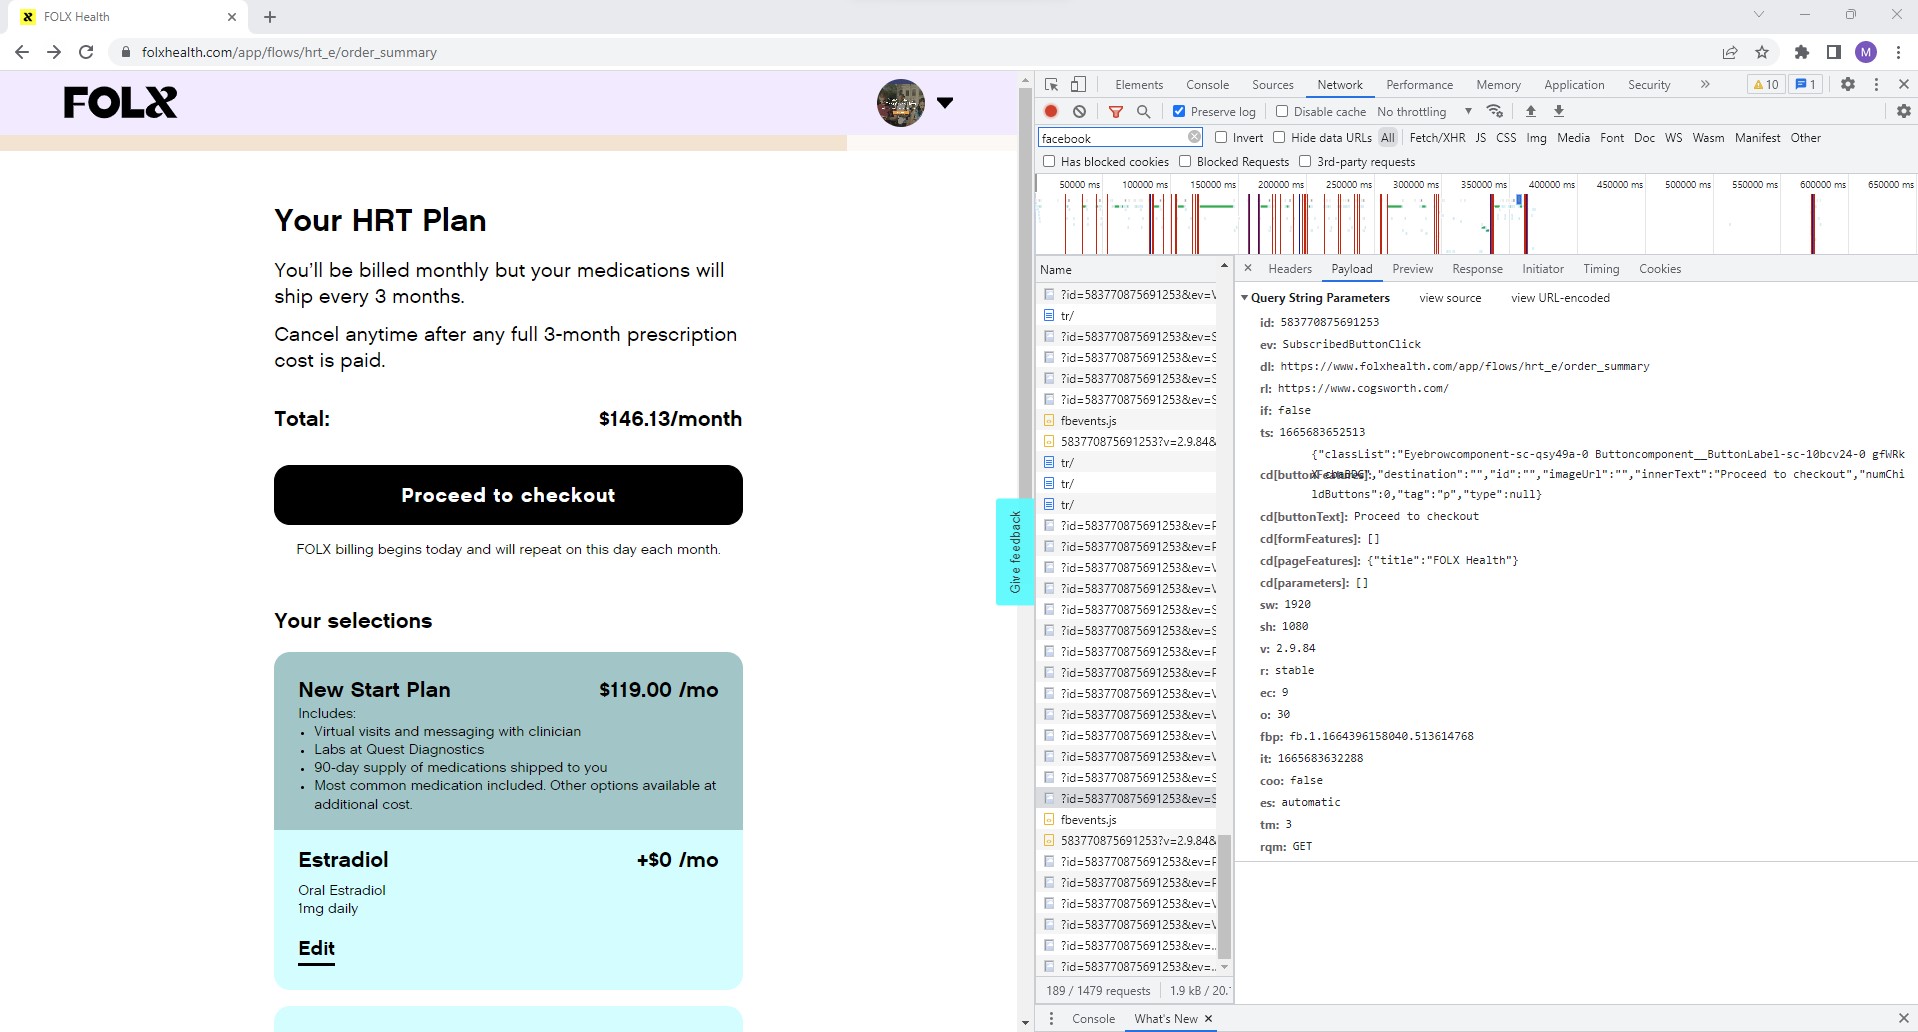 FOLX Health
folxhealth.com/app/flows/hrt_e/order_summary
M
FOLX
Your HRT Plan
You'll be billed monthly but your medications will
ship every 3 months.
Cancel anytime after any full 3-month prescription
cost is paid.
Total: $146.13/month
Proceed to checkout
FOLX billing begins today and will repeat on this day each month.
Give feedback
Your selections
New Start Plan $119.00 /mo
Includes:
• Virtual visits and messaging with clinician
• Labs at Quest Diagnostics
• 90-day supply of medications shipped to you
• Most common medication included. Other options available at
additional cost.
Estradiol +$0 /mo
Oral Estradiol
1mg daily
Edit
Elements Console Sources Network Performance Memory Application Security 10 1
Preserve log Disable cache No throttling
facebook Invert Hide data URLs All Fetch/XHR JS CSS Img Media Font Doc WS Wasm Manifest Other
Has blocked cookies Blocked Requests 3rd-party requests
50000 ms 100000 ms 150000 ms 200000 ms 250000 ms 300000 ms 350000 ms 400000 ms 450000 ms 500000 ms 550000 ms 600000 ms 650000 ms
Name
?id=583770875691253&ev=V
tr/
?id=583770875691253&ev=S
?id=583770875691253&ev=S
?id=583770875691253&ev=S
?id=583770875691253&ev=S
fbevents.js
583770875691253?v=2.9.84&
tr/
tr/
tr/
?id=583770875691253&ev=P
?id=583770875691253&ev=P
?id=583770875691253&ev=V
?id=583770875691253&ev=V
?id=583770875691253&ev=S
?id=583770875691253&ev=S
?id=583770875691253&ev=P
?id=583770875691253&ev=P
?id=583770875691253&ev=V
?id=583770875691253&ev=V
?id=583770875691253&ev=V
?id=583770875691253&ev=V
?id=583770875691253&ev=S
?id=583770875691253&ev=S
fbevents.js
583770875691253?v=2.9.84&
?id=583770875691253&ev=P
?id=583770875691253&ev=P
?id=583770875691253&ev=V
?id=583770875691253&ev=V
?id=583770875691253&ev=...
?id=583770875691253&ev=...
189 / 1479 requests 1.9 kB / 20.
Headers Payload Preview Response Initiator Timing Cookies
Query String Parameters view source view URL-encoded
id: 583770875691253
ev: SubscribedButtonClick
dl: https://www.folxhealth.com/app/flows/hrt_e/order_summary
rl: https://www.cogsworth.com/
if: false
ts: 1665683652513
{"classList":"Eyebrowcomponent-sc-qsy49a-0 Buttoncomponent__ButtonLabel-sc-10bcv24-0 gfWRk
cd[buttonFeatures]: ,"destination":"","id":"","imageUrl":"","innerText":"Proceed to checkout","numChi
ldButtons":0,"tag":"p","type":null}
cd[buttonText]: Proceed to checkout
cd[formFeatures]: []
cd[pageFeatures]: {"title":"FOLX Health"}
cd[parameters]: []
sw: 1920
sh: 1080
v: 2.9.84
r: stable
ec: 9
o: 30
fbp: fb.1.1664396158040.513614768
it: 1665683632288
coo: false
es: automatic
tm: 3
rqm: GET
Console What's New